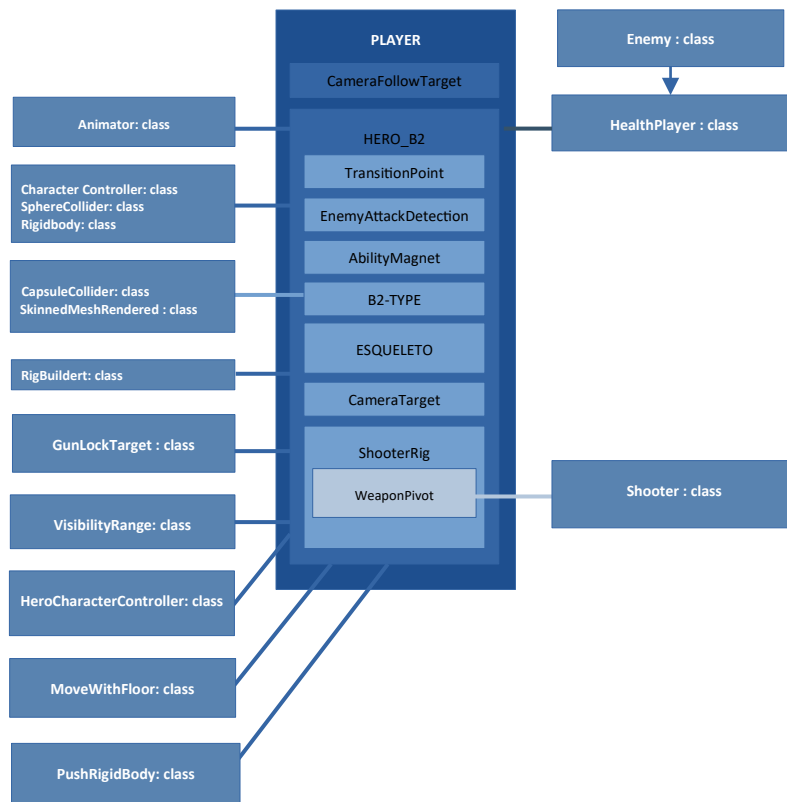 PLAYER
CameraFollowTarget
HERO_B2
TransitionPoint
EnemyAttackDetection
AbilityMagnet
B2-TYPE
ESQUELETO
CameraTarget
ShooterRig
WeaponPivot
Animator: class
Character Controller: class
SphereCollider: class
Rigidbody: class
CapsuleCollider: class
SkinnedMeshRendered : class
RigBuildert: class
GunLockTarget : class
VisibilityRange: class
HeroCharacterController: class
MoveWithFloor: class
PushRigidBody: class
Enemy : class
HealthPlayer : class
Shooter : class